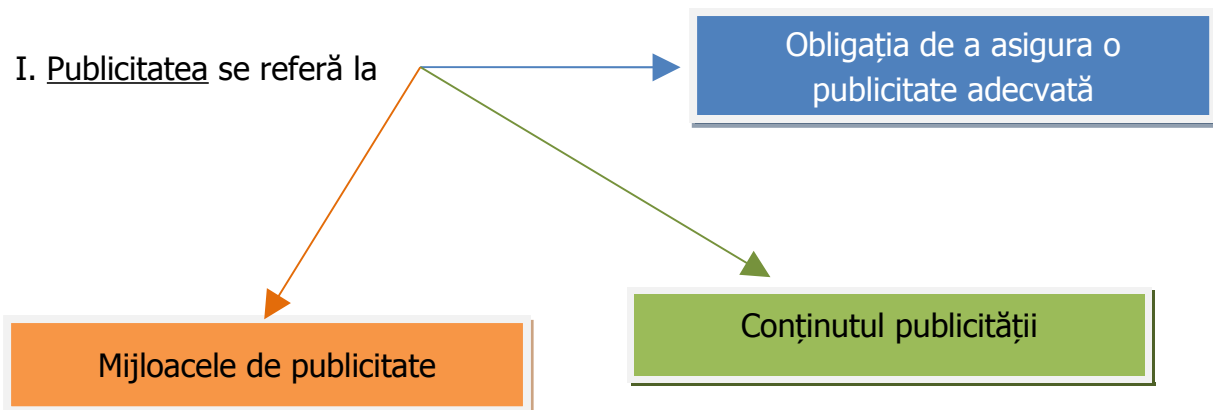 I. Publicitatea se referă la
Obligația de a asigura o
publicitate adecvată
Conținutul publicității
Mijloacele de publicitate